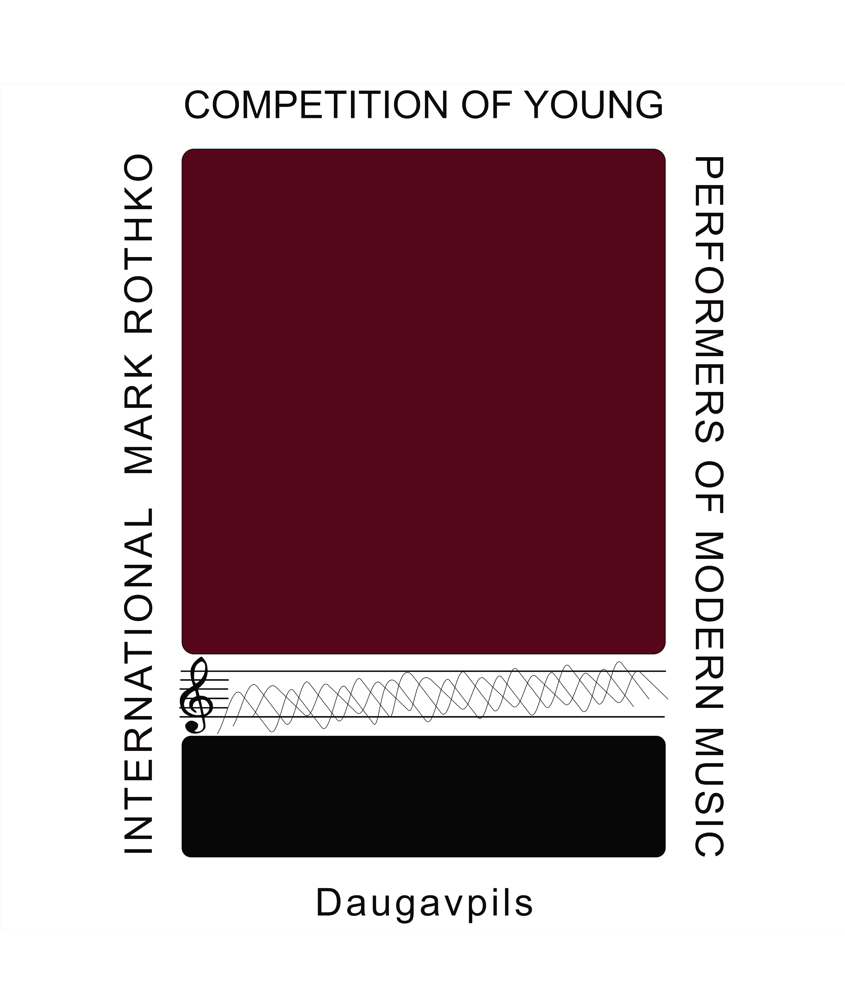 INTERNATIONAL MARK ROTHKO
COMPETITION OF YOUNG
PERFORMERS OF MODERN MUSIC
Daugavpils